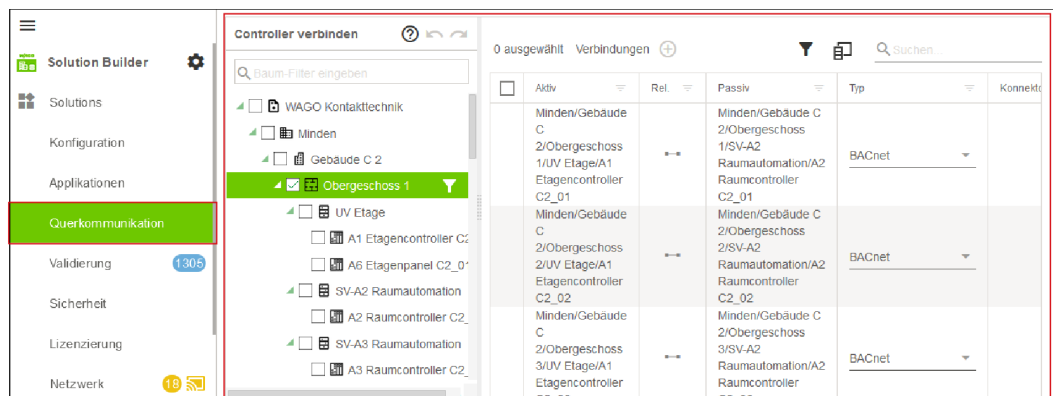 Solution Builder
Solutions
Konfiguration
Applikationen
Querkommunikation
Validierung 1305
Sicherheit
Lizenzierung
Netzwerk 18
Controller verbinden
Baum-Filter eingeben
WAGO Kontakttechnik
Minden
Gebäude C 2
Obergeschoss 1
UV Etage
A1 Etagencontroller C2
A6 Etagenpanel C2_01
SV-A2 Raumautomation
A2 Raumcontroller C2_
SV-A3 Raumautomation
A3 Raumcontroller C2_
0 ausgewählt Verbindungen
Suchen...
Aktiv Rel. Passiv Typ Konnekto
Minden/Gebäude
C
2/Obergeschoss
1/UV Etage/A1
Etagencontroller
C2_01
Minden/Gebäude C
2/Obergeschoss
1/SV-A2
Raumautomation/A2
Raumcontroller
C2_01
BACnet
Minden/Gebäude
C
2/Obergeschoss
2/UV Etage/A1
Etagencontroller
C2_02
Minden/Gebäude C
2/Obergeschoss
2/SV-A2
Raumautomation/A2
Raumcontroller
C2_02
BACnet
Minden/Gebäude
C
2/Obergeschoss
3/UV Etage/A1
Etagencontroller
Minden/Gebäude C
2/Obergeschoss
3/SV-A2
Raumautomation/A2
Raumcontroller
BACnet